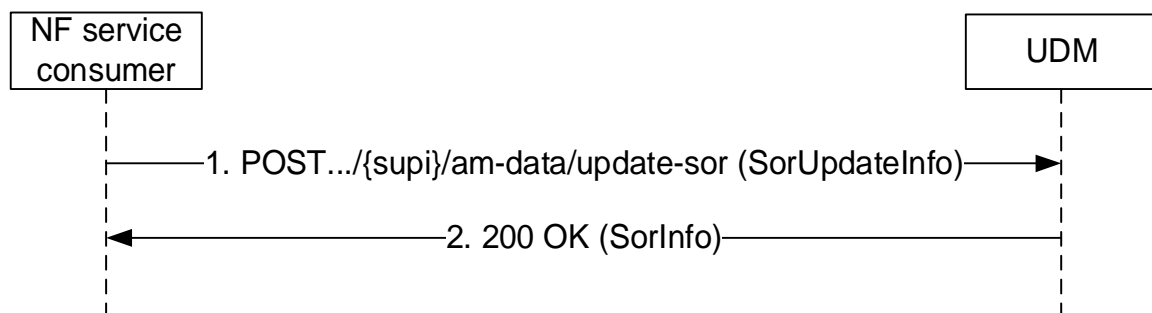 NF service
consumer
UDM
1. POST.../{supi}/am-data/update-sor (SorUpdateInfo)
2. 200 OK (SorInfo)